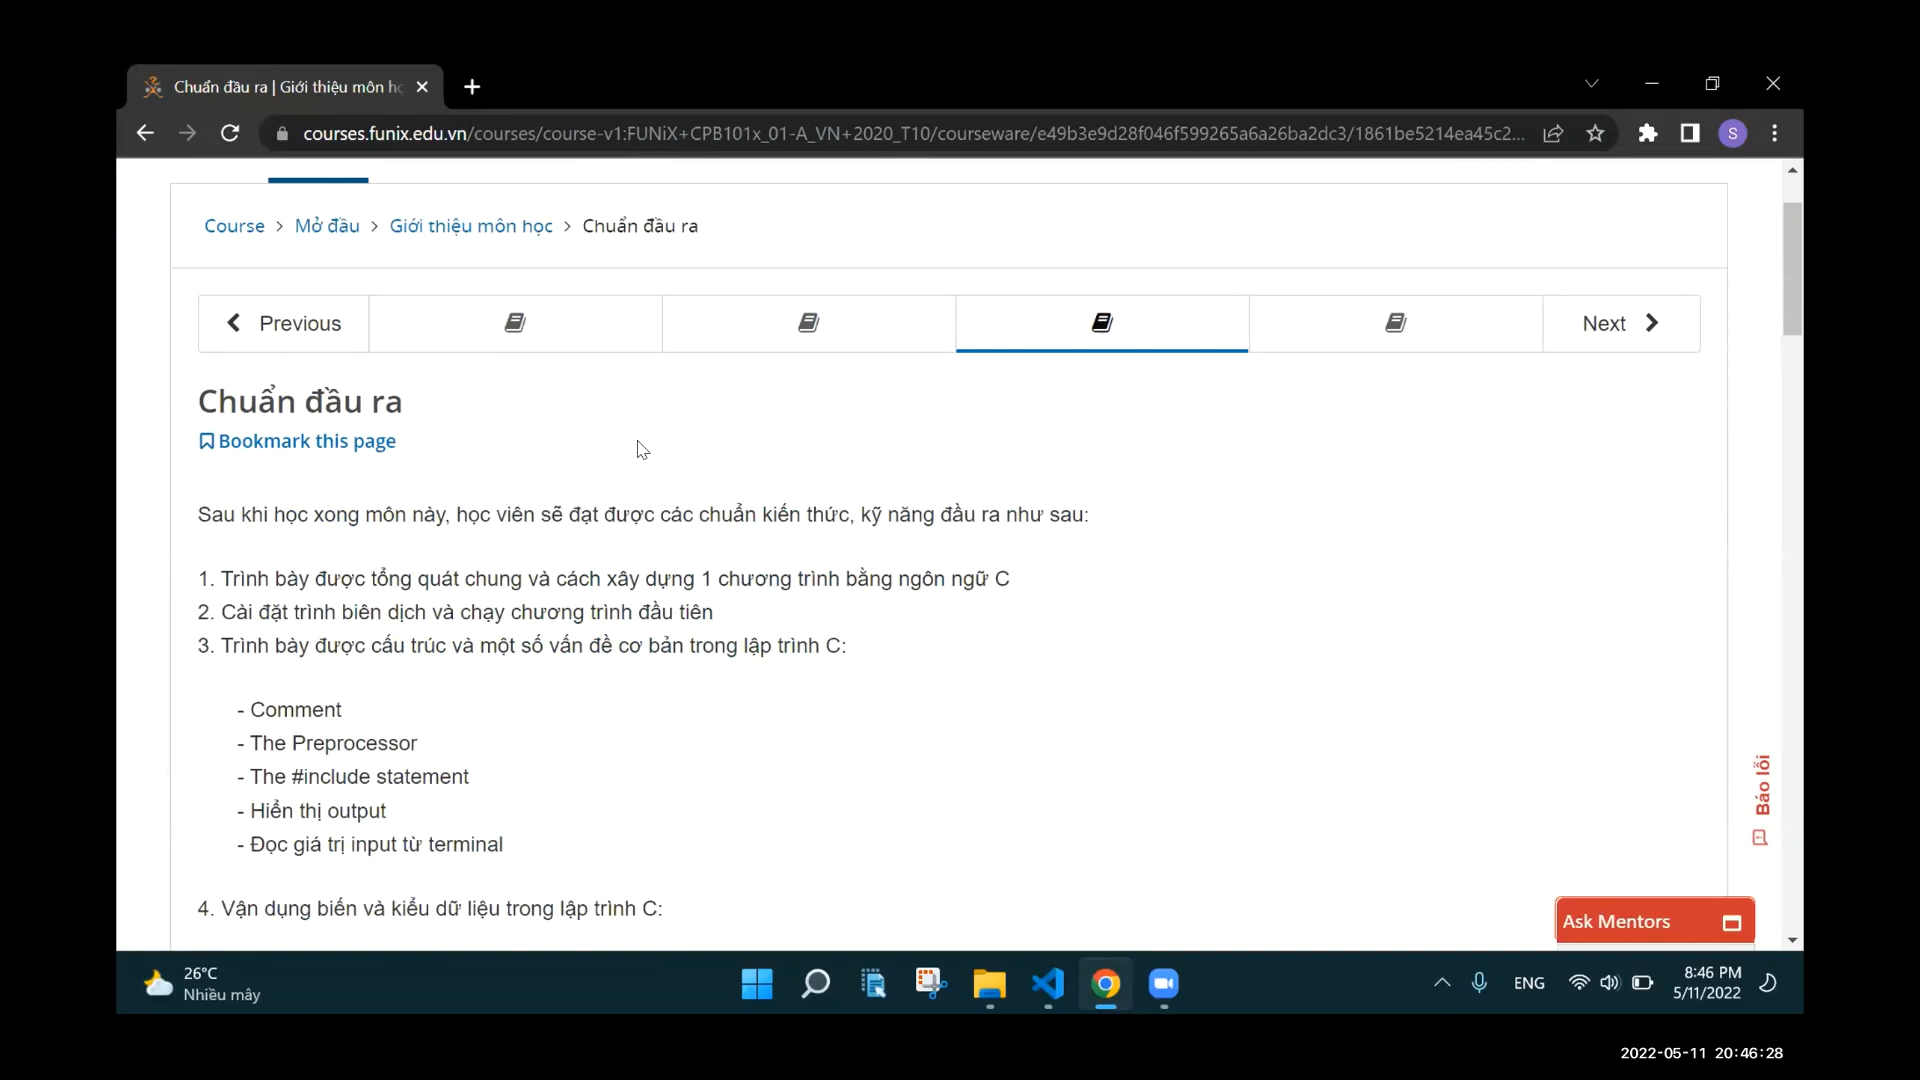 Chuẩn đầu ra | Giới thiệu môn họ
courses.funix.edu.vn/courses/course-v1:FUNiX+CPB101x_01-A_VN+2020_T10/courseware/e49b3e9d28f046f599265a6a26ba2dc3/1861be5214ea45c2...
S
Course > Mở đầu > Giới thiệu môn học > Chuẩn đầu ra
Previous
Next
Chuẩn đầu ra
Bookmark this page
Sau khi học xong môn này, học viên sẽ đạt được các chuẩn kiến thức, kỹ năng đầu ra như sau:
1. Trình bày được tổng quát chung và cách xây dựng 1 chương trình bằng ngôn ngữ C
2. Cài đặt trình biên dịch và chạy chương trình đầu tiên
3. Trình bày được cấu trúc và một số vấn đề cơ bản trong lập trình C:
- Comment
- The Preprocessor
- The #include statement
- Hiển thị output
- Đọc giá trị input từ terminal
4. Vận dụng biến và kiểu dữ liệu trong lập trình C:
Báo lỗi
Ask Mentors
26°C
Nhiều mây
ENG
8:46 PM
5/11/2022
2022-05-11 20:46:28